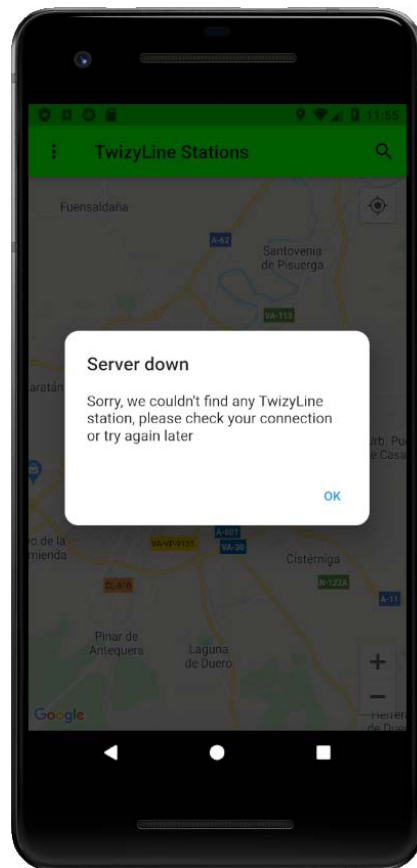 11:55
TwizyLine Stations
Fuensaldaña
A-62
Santovenia
de Pisuerga
VA-113
Server down
Sorry, we couldn't find any TwizyLine
station, please check your connection
or try again later
OK
A-601
VA-VP-9151
VA-30
Cistérniga
CL-610
N-122A
A-11
Pinar de
Antequera
Laguna
de Duero
+
−
Google